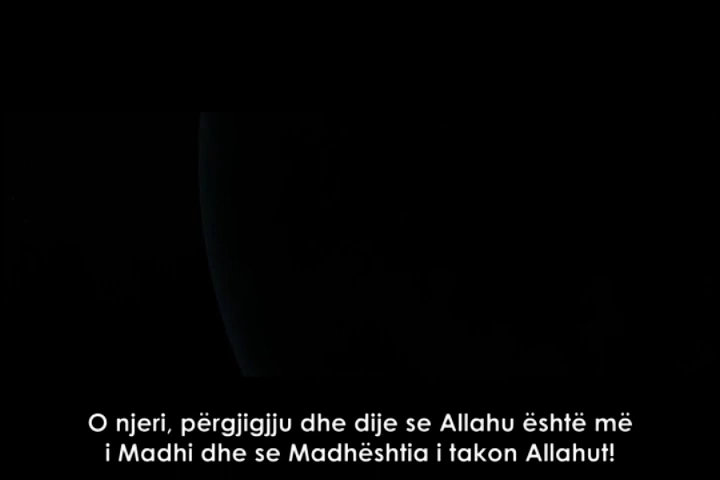 O njeri, përgjigjju dhe dije se Allahu është më
i Madhi dhe se Madhështia i takon Allahut!